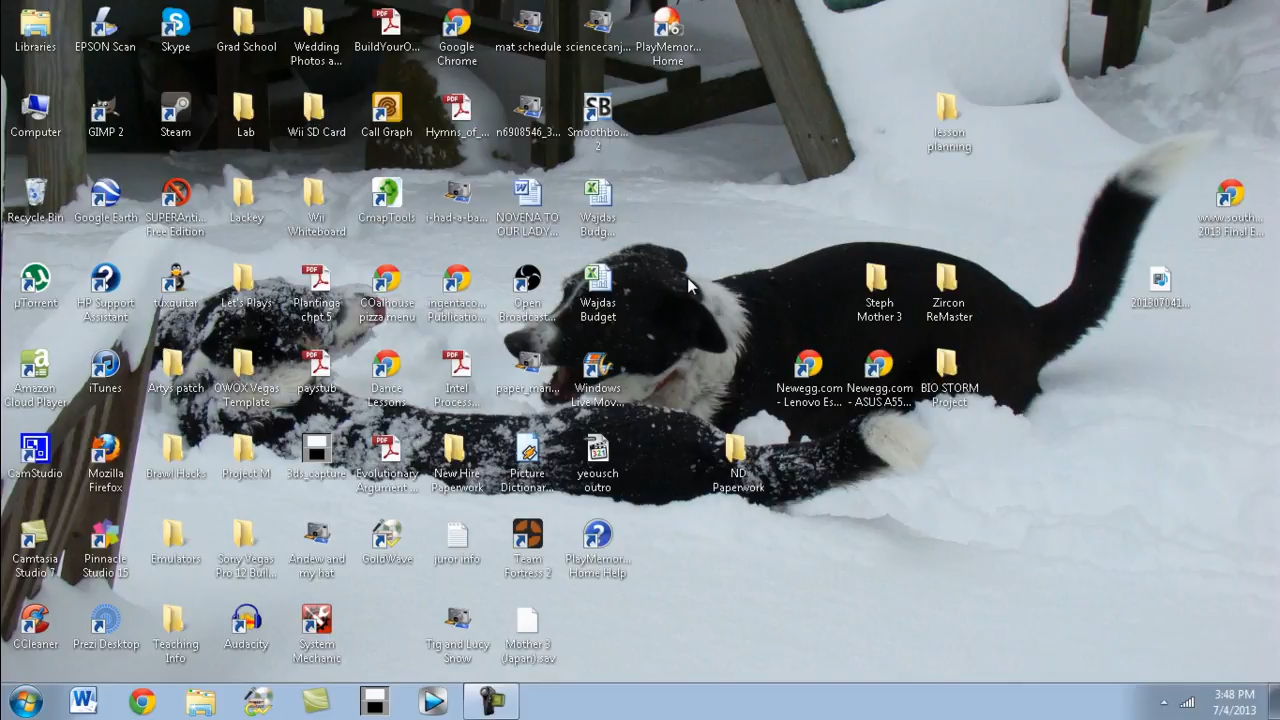 Libraries
EPSON Scan
Skype
Grad School
Wedding
Photos a...
BuildYourO...
Google
Chrome
mat schedule
sciencecanj...
PlayMemor...
Home
Computer
GIMP 2
Steam
Lab
Wii SD Card
Call Graph
Hymns_of_...
n6908546_3...
Smoothbo...
2
lesson
planning
Recycle Bin
Google Earth
SUPERAnti...
Free Edition
Lackey
Wii
Whiteboard
CmapTools
i-had-a-ba...
NOVENA TO
OUR LADY...
Wajdas
Budg...
www.south...
2013 Final E...
µTorrent
HP Support
Assistant
tuxguitar
Let's Plays
Plantinga
chpt 5
COalhouse
pizza menu
ingentaco...
Publicatio...
Open
Broadcast...
Wajdas
Budget
Steph
Mother 3
Zircon
ReMaster
201307041...
Amazon
Cloud Player
iTunes
Artys patch
OWOX Vegas
Template
paystub
Dance
Lessons
Intel
Process...
paper_mari...
Windows
Live Mov...
Newegg.com
- Lenovo Es...
Newegg.com
- ASUS A55...
BIO STORM
Project
CamStudio
Mozilla
Firefox
Brawl Hacks
Project M
3ds_capture
Evolutionary
Argument ...
New Hire
Paperwork
Picture
Dictionar...
yeousch
outro
ND
Paperwork
Camtasia
Studio 7
Pinnacle
Studio 15
Emulators
Sony Vegas
Pro 12 Buil...
Andew and
my hat
GoldWave
juror info
Team
Fortress 2
PlayMemor...
Home Help
CCleaner
Prezi Desktop
Teaching
Info
Audacity
System
Mechanic
Tig and Lucy
Snow
Mother 3
(Japan).sav
3:48 PM
7/4/2013